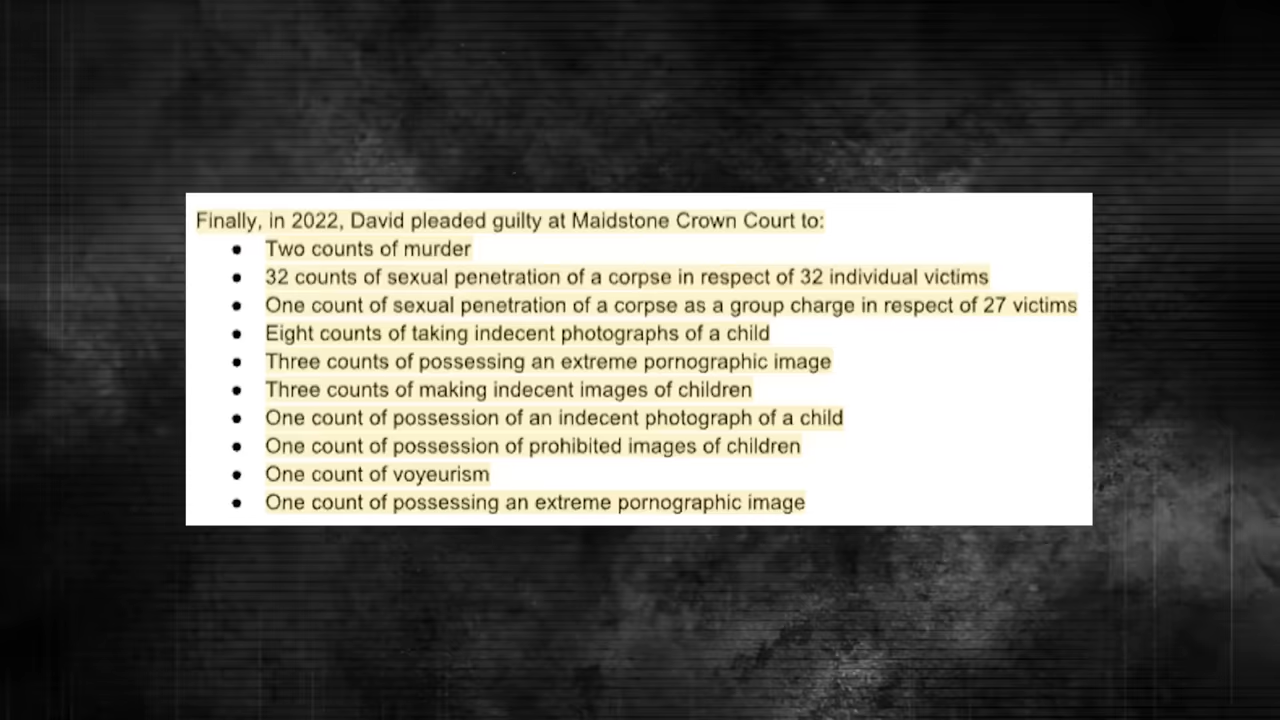 Finally, in 2022, David pleaded guilty at Maidstone Crown Court to:
● Two counts of murder
● 32 counts of sexual penetration of a corpse in respect of 32 individual victims
● One count of sexual penetration of a corpse as a group charge in respect of 27 victims
● Eight counts of taking indecent photographs of a child
● Three counts of possessing an extreme pornographic image
● Three counts of making indecent images of children
● One count of possession of an indecent photograph of a child
● One count of possession of prohibited images of children
● One count of voyeurism
● One count of possessing an extreme pornographic image